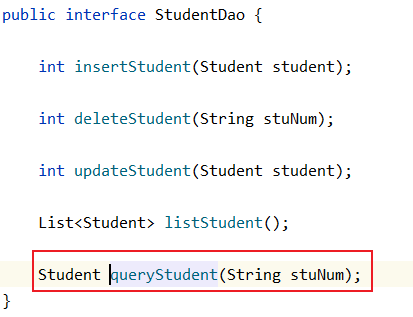 public interface StudentDao {
int insertStudent(Student student);
int deleteStudent(String stuNum);
int updateStudent(Student student);
List<Student> listStudent();
Student queryStudent(String stuNum);
}